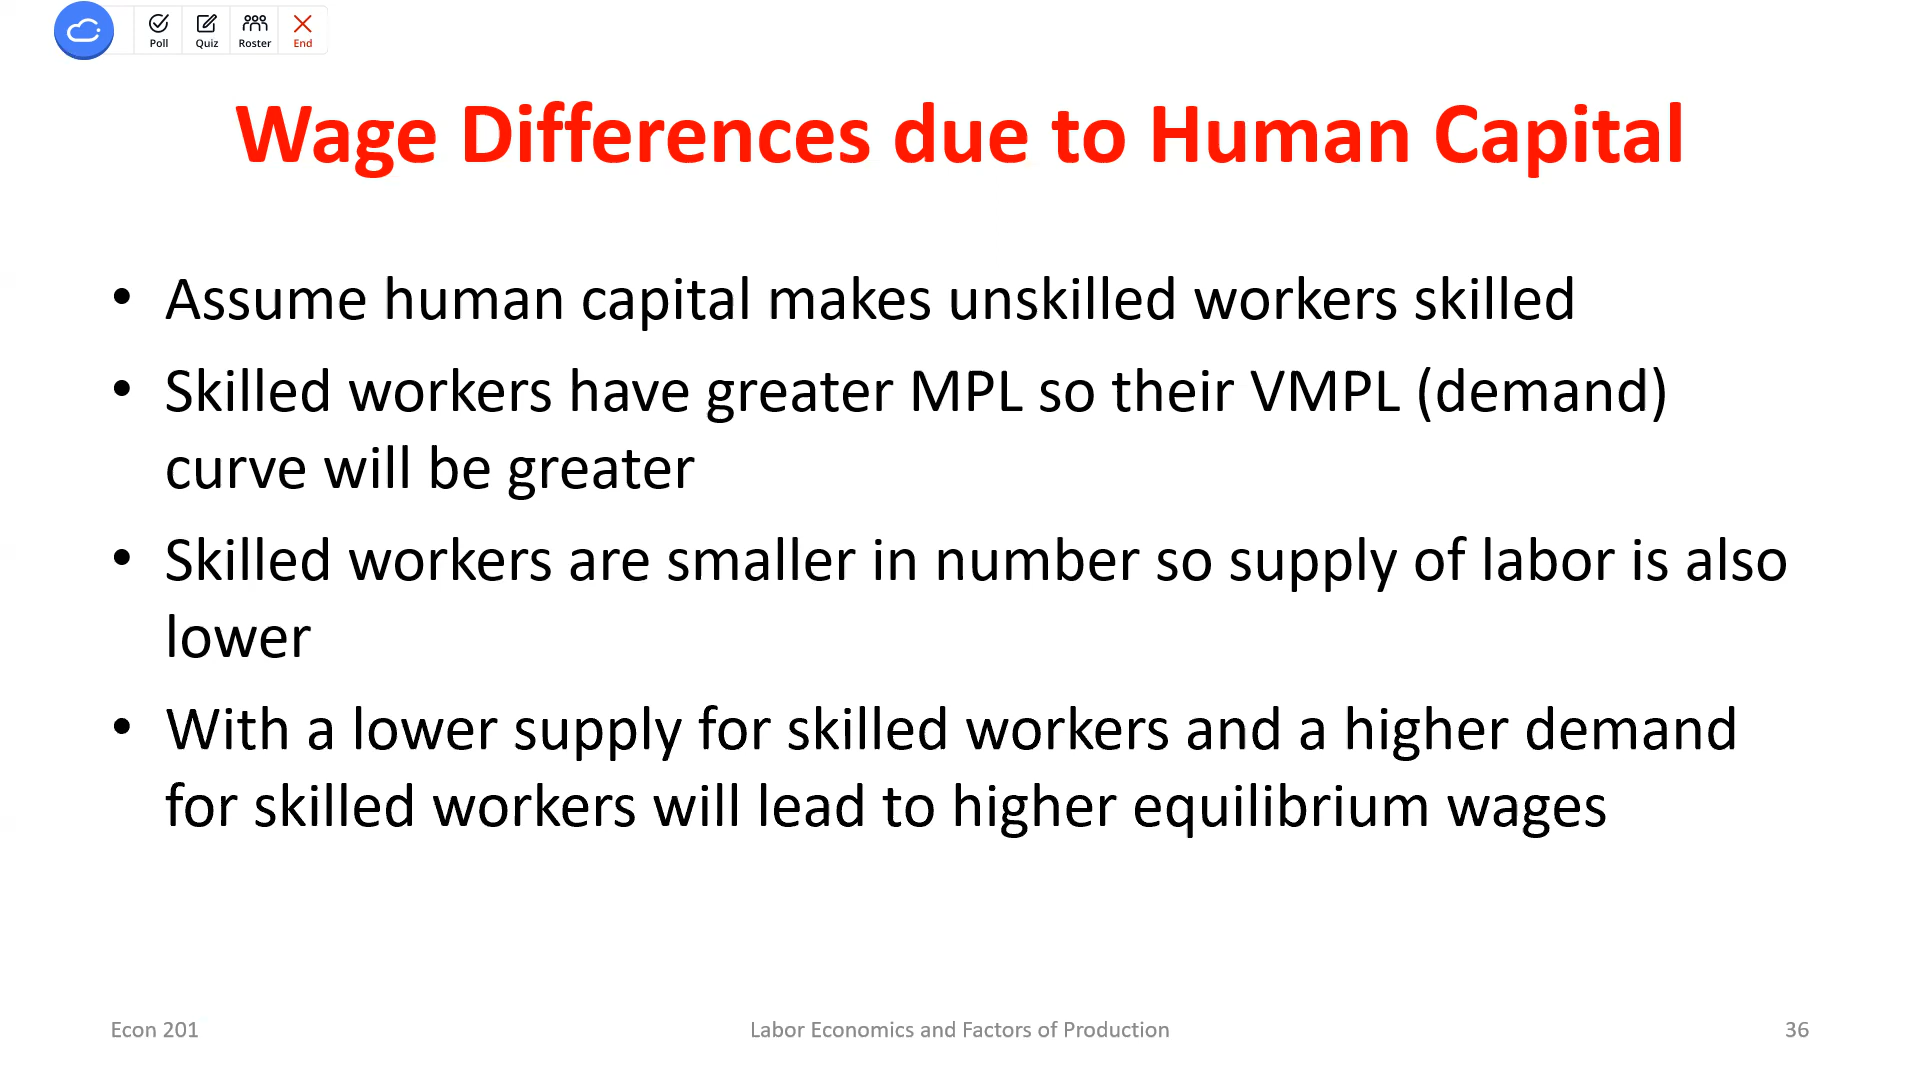 Poll Quiz Roster End
Wage Differences due to Human Capital
• Assume human capital makes unskilled workers skilled
• Skilled workers have greater MPL so their VMPL (demand)
curve will be greater
• Skilled workers are smaller in number so supply of labor is also
lower
• With a lower supply for skilled workers and a higher demand
for skilled workers will lead to higher equilibrium wages
Econ 201 Labor Economics and Factors of Production 36